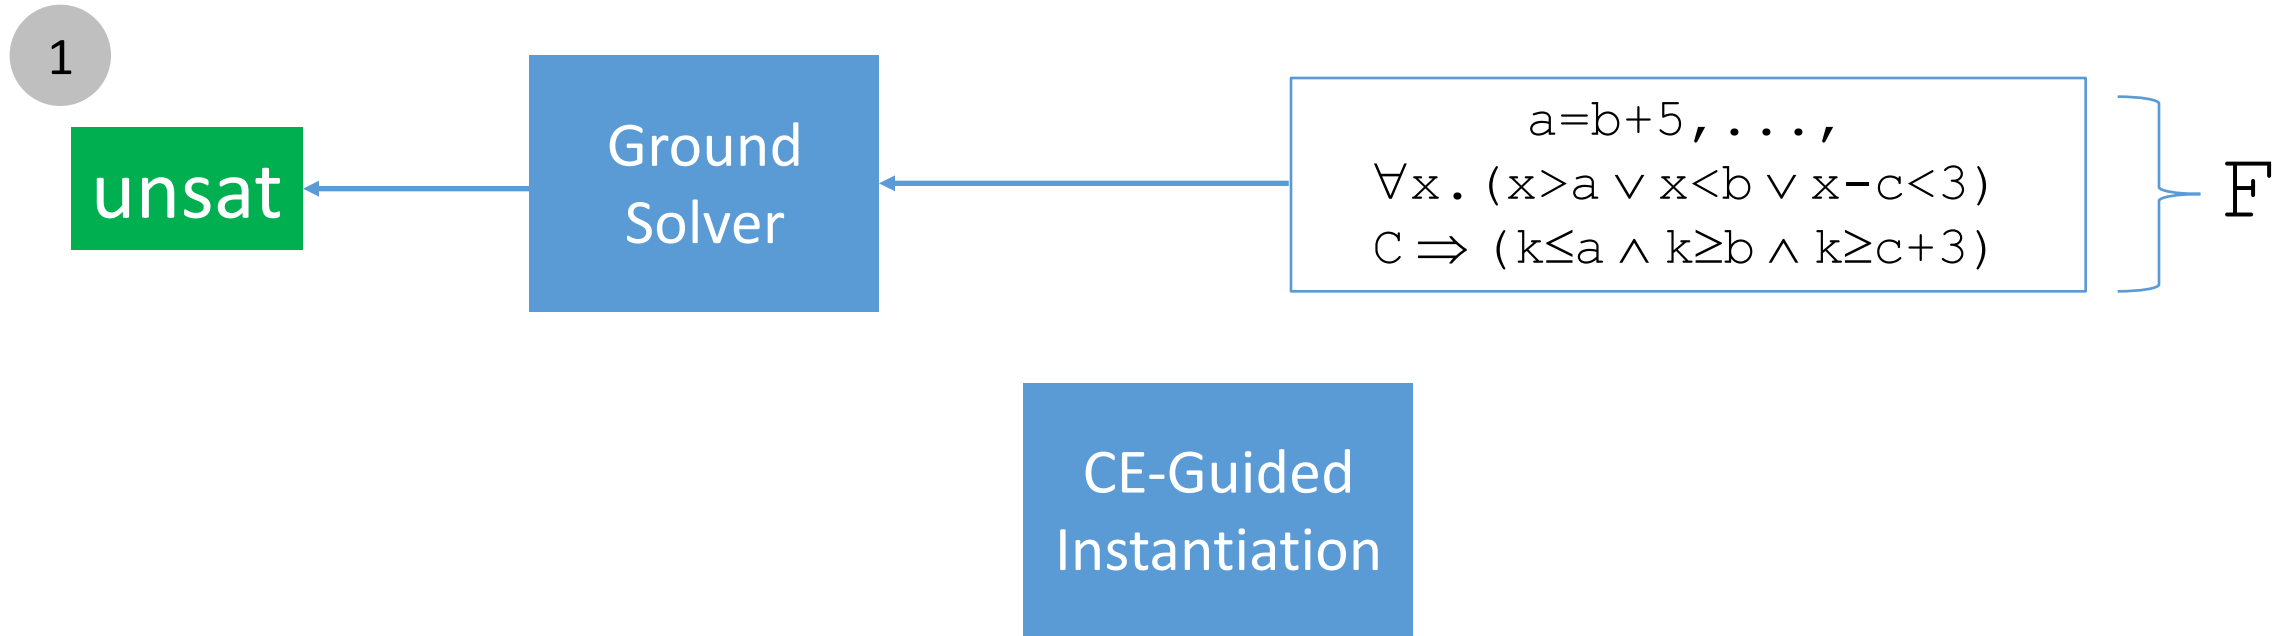 1
unsat
Ground
Solver
a=b+5,...,
∀x.(x>a ∨ x<b ∨ x-c<3)
C ⇒ (k≤a ∧ k≥b ∧ k≥c+3)
F
CE-Guided
Instantiation